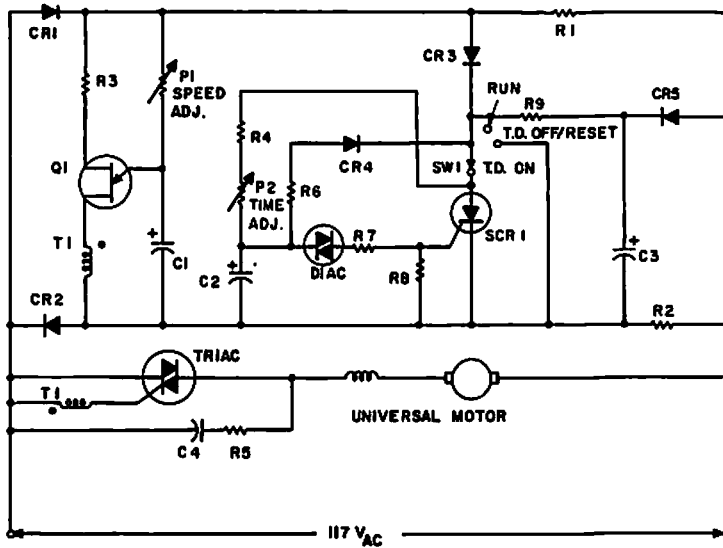 CR1
R1
CR3
R3
P1
SPEED
ADJ.
RUN
R9
CR5
T.D. OFF/RESET
R4
CR4
Q1
SW1
T.D. ON
P2
TIME
ADJ.
R6
SCR 1
T1
+
C1
+
C2
DIAC
R7
R8
+
C3
CR2
R2
TRIAC
T1
UNIVERSAL MOTOR
C4
R5
117 VAC